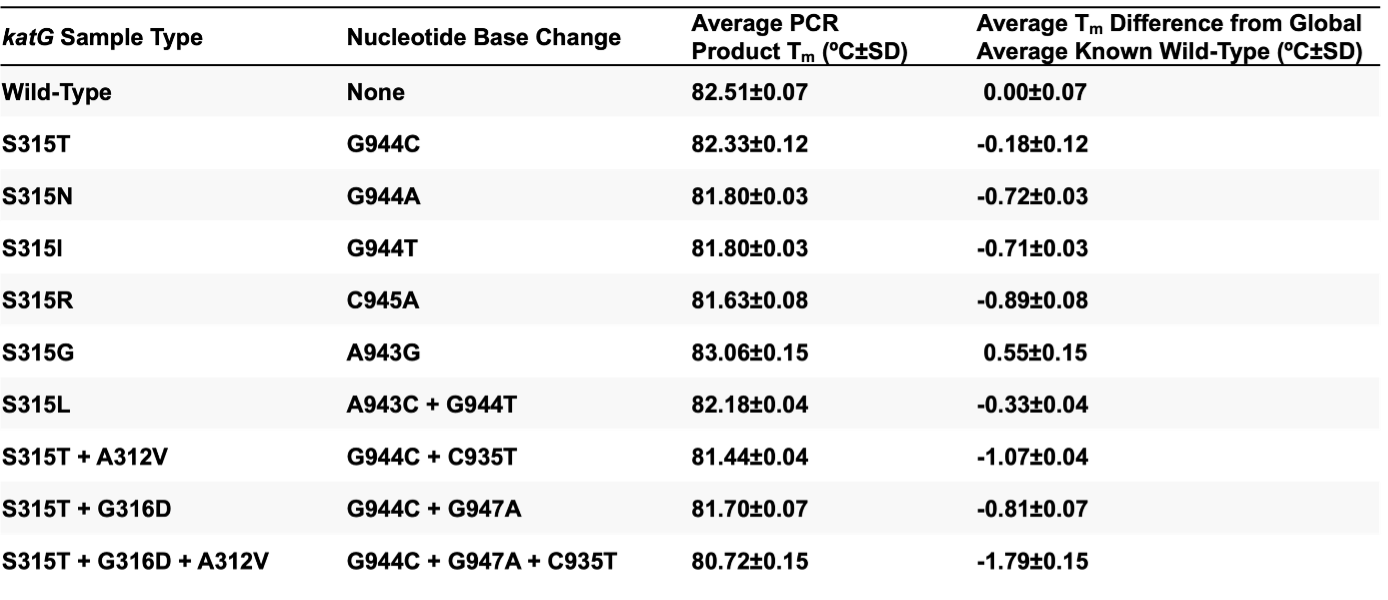 katG Sample Type Nucleotide Base Change Average PCR Product Tm (ºC±SD) Average Tm Difference from Global Average Known Wild-Type (ºC±SD)
Wild-Type None 82.51±0.07 0.00±0.07
S315T G944C 82.33±0.12 -0.18±0.12
S315N G944A 81.80±0.03 -0.72±0.03
S315I G944T 81.80±0.03 -0.71±0.03
S315R C945A 81.63±0.08 -0.89±0.08
S315G A943G 83.06±0.15 0.55±0.15
S315L A943C + G944T 82.18±0.04 -0.33±0.04
S315T + A312V G944C + C935T 81.44±0.04 -1.07±0.04
S315T + G316D G944C + G947A 81.70±0.07 -0.81±0.07
S315T + G316D + A312V G944C + G947A + C935T 80.72±0.15 -1.79±0.15